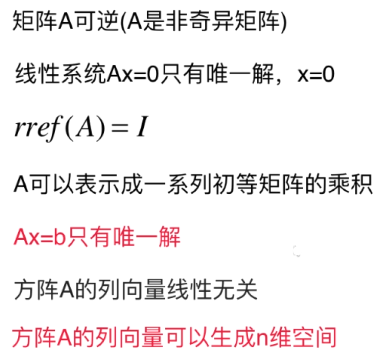 矩阵A可逆(A是非奇异矩阵)
线性系统Ax=0只有唯一解，x=0
rref(A)=I
A可以表示成一系列初等矩阵的乘积
Ax=b只有唯一解
方阵A的列向量线性无关
方阵A的列向量可以生成n维空间